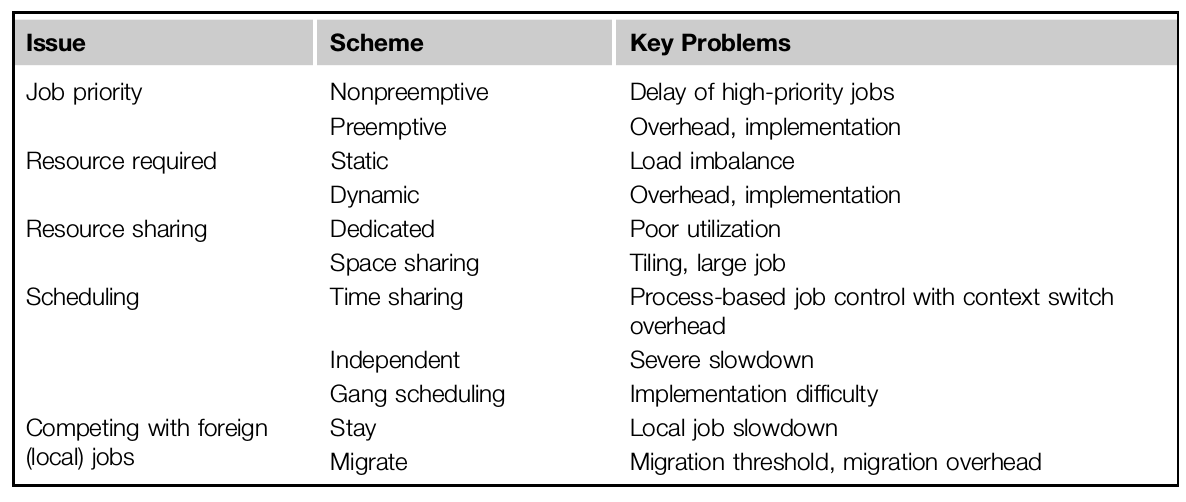 Issue Scheme Key Problems
Job priority Nonpreemptive Delay of high-priority jobs
Preemptive Overhead, implementation
Resource required Static Load imbalance
Dynamic Overhead, implementation
Resource sharing Dedicated Poor utilization
Space sharing Tiling, large job
Scheduling Time sharing Process-based job control with context switch
overhead
Independent Severe slowdown
Gang scheduling Implementation difficulty
Competing with foreign Stay Local job slowdown
(local) jobs Migrate Migration threshold, migration overhead